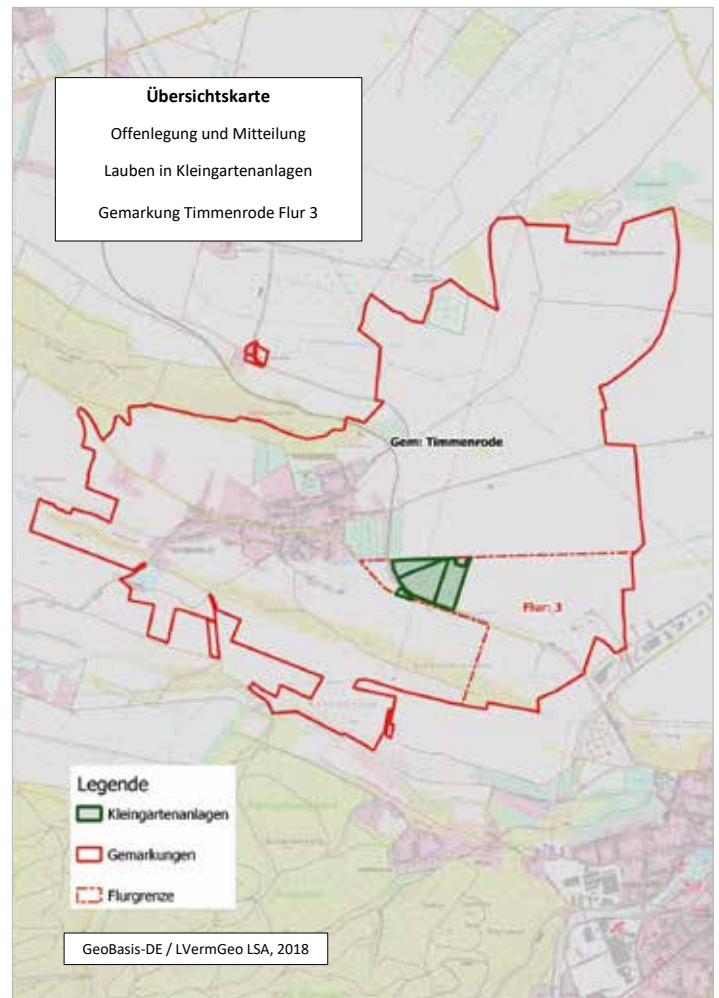 Übersichtskarte
Offenlegung und Mitteilung
Lauben in Kleingartenanlagen
Gemarkung Timmenrode Flur 3
Gem: Timmenrode
Flur: 3
Legende
Kleingartenanlagen
Gemarkungen
Flurgrenze
GeoBasis-DE / LVermGeo LSA, 2018